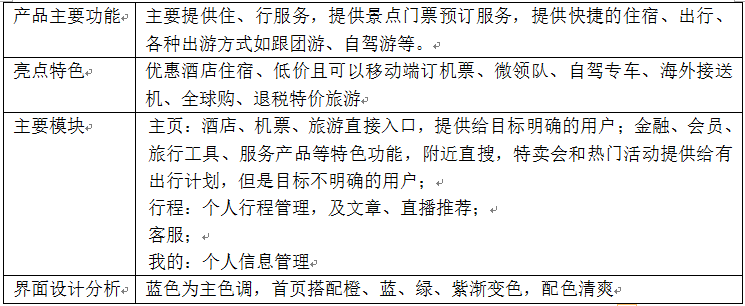 产品主要功能 主要提供住、行服务，提供景点门票预订服务，提供快捷的住宿、出行、
各种出游方式如跟团游、自驾游等。
亮点特色 优惠酒店住宿、低价且可以移动端订机票、微领队、自驾专车、海外接送
机、全球购、退税特价旅游
主要模块 主页：酒店、机票、旅游直接入口，提供给目标明确的用户；金融、会员、
旅行工具、服务产品等特色功能，附近直搜，特卖会和热门活动提供给有
出行计划，但是目标不明确的用户；
行程：个人行程管理，及文章、直播推荐；
客服；
我的：个人信息管理
界面设计分析 蓝色为主色调，首页搭配橙、蓝、绿、紫渐变色，配色清爽